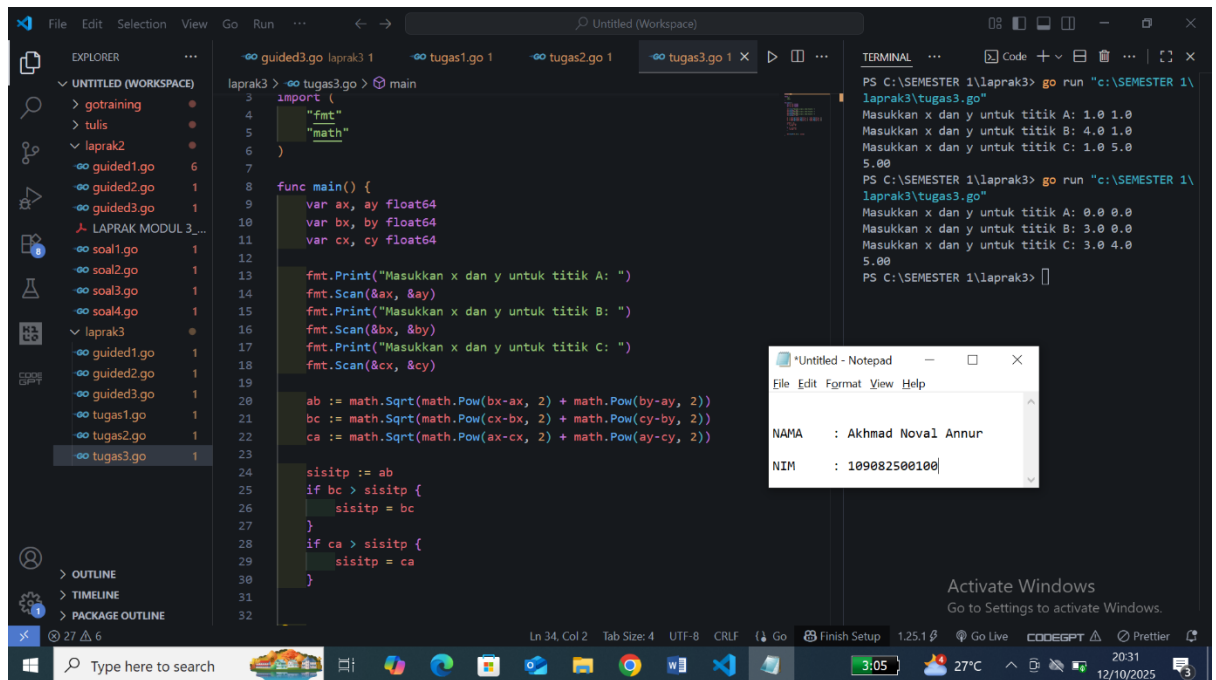 File Edit Selection View Go Run ··· Untitled (Workspace)
EXPLORER ···
UNTITLED (WORKSPACE)
gotraining
tulis
laprak2
guided1.go 6
guided2.go 1
guided3.go 1
LAPRAK MODUL 3_...
soal1.go 1
soal2.go 1
soal3.go 1
soal4.go 1
laprak3
guided1.go 1
guided2.go 1
guided3.go 1
tugas1.go 1
tugas2.go 1
tugas3.go 1
OUTLINE
TIMELINE
PACKAGE OUTLINE
8
CODE
GPT
1
guided3.go laprak3 1 tugas1.go 1 tugas2.go 1 tugas3.go 1 ···
laprak3 > tugas3.go > main
3 import (
4 "fmt"
5 "math"
6 )
7
8 func main() {
9 var ax, ay float64
10 var bx, by float64
11 var cx, cy float64
12
13 fmt.Print("Masukkan x dan y untuk titik A: ")
14 fmt.Scan(&ax, &ay)
15 fmt.Print("Masukkan x dan y untuk titik B: ")
16 fmt.Scan(&bx, &by)
17 fmt.Print("Masukkan x dan y untuk titik C: ")
18 fmt.Scan(&cx, &cy)
19
20 ab := math.Sqrt(math.Pow(bx-ax, 2) + math.Pow(by-ay, 2))
21 bc := math.Sqrt(math.Pow(cx-bx, 2) + math.Pow(cy-by, 2))
22 ca := math.Sqrt(math.Pow(ax-cx, 2) + math.Pow(ay-cy, 2))
23
24 sisitp := ab
25 if bc > sisitp {
26 sisitp = bc
27 }
28 if ca > sisitp {
29 sisitp = ca
30 }
31
32
TERMINAL ··· Code
PS C:\SEMESTER 1\laprak3> go run "c:\SEMESTER 1\
laprak3\tugas3.go"
Masukkan x dan y untuk titik A: 1.0 1.0
Masukkan x dan y untuk titik B: 4.0 1.0
Masukkan x dan y untuk titik C: 1.0 5.0
5.00
PS C:\SEMESTER 1\laprak3> go run "c:\SEMESTER 1\
laprak3\tugas3.go"
Masukkan x dan y untuk titik A: 0.0 0.0
Masukkan x dan y untuk titik B: 3.0 0.0
Masukkan x dan y untuk titik C: 3.0 4.0
5.00
PS C:\SEMESTER 1\laprak3>
*Untitled - Notepad
File Edit Format View Help
NAMA : Akhmad Noval Annur
NIM : 109082500100
Activate Windows
Go to Settings to activate Windows.
27 6 Ln 34, Col 2 Tab Size: 4 UTF-8 CRLF Go Finish Setup 1.25.1 Go Live CODEGPT Prettier
Type here to search 3:05 27°C 20:31
12/10/2025 3